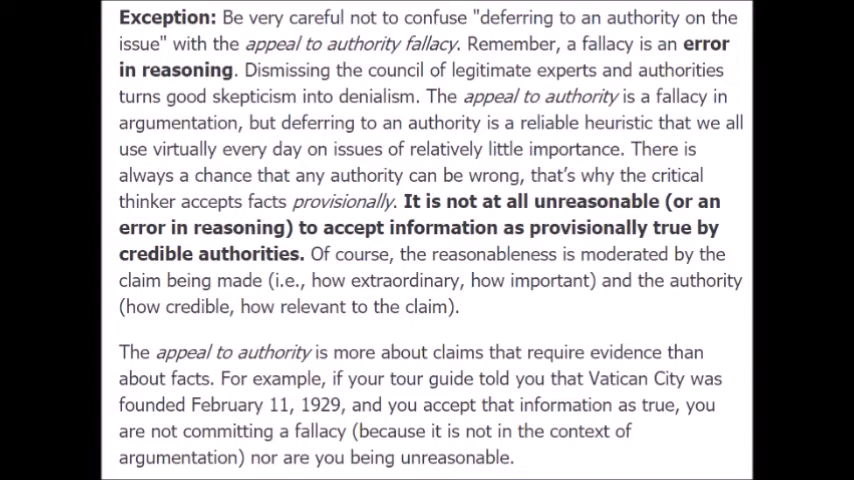 Exception: Be very careful not to confuse "deferring to an authority on the
issue" with the appeal to authority fallacy. Remember, a fallacy is an error
in reasoning. Dismissing the council of legitimate experts and authorities
turns good skepticism into denialism. The appeal to authority is a fallacy in
argumentation, but deferring to an authority is a reliable heuristic that we all
use virtually every day on issues of relatively little importance. There is
always a chance that any authority can be wrong, that’s why the critical
thinker accepts facts provisionally. It is not at all unreasonable (or an
error in reasoning) to accept information as provisionally true by
credible authorities. Of course, the reasonableness is moderated by the
claim being made (i.e., how extraordinary, how important) and the authority
(how credible, how relevant to the claim).
The appeal to authority is more about claims that require evidence than
about facts. For example, if your tour guide told you that Vatican City was
founded February 11, 1929, and you accept that information as true, you
are not committing a fallacy (because it is not in the context of
argumentation) nor are you being unreasonable.